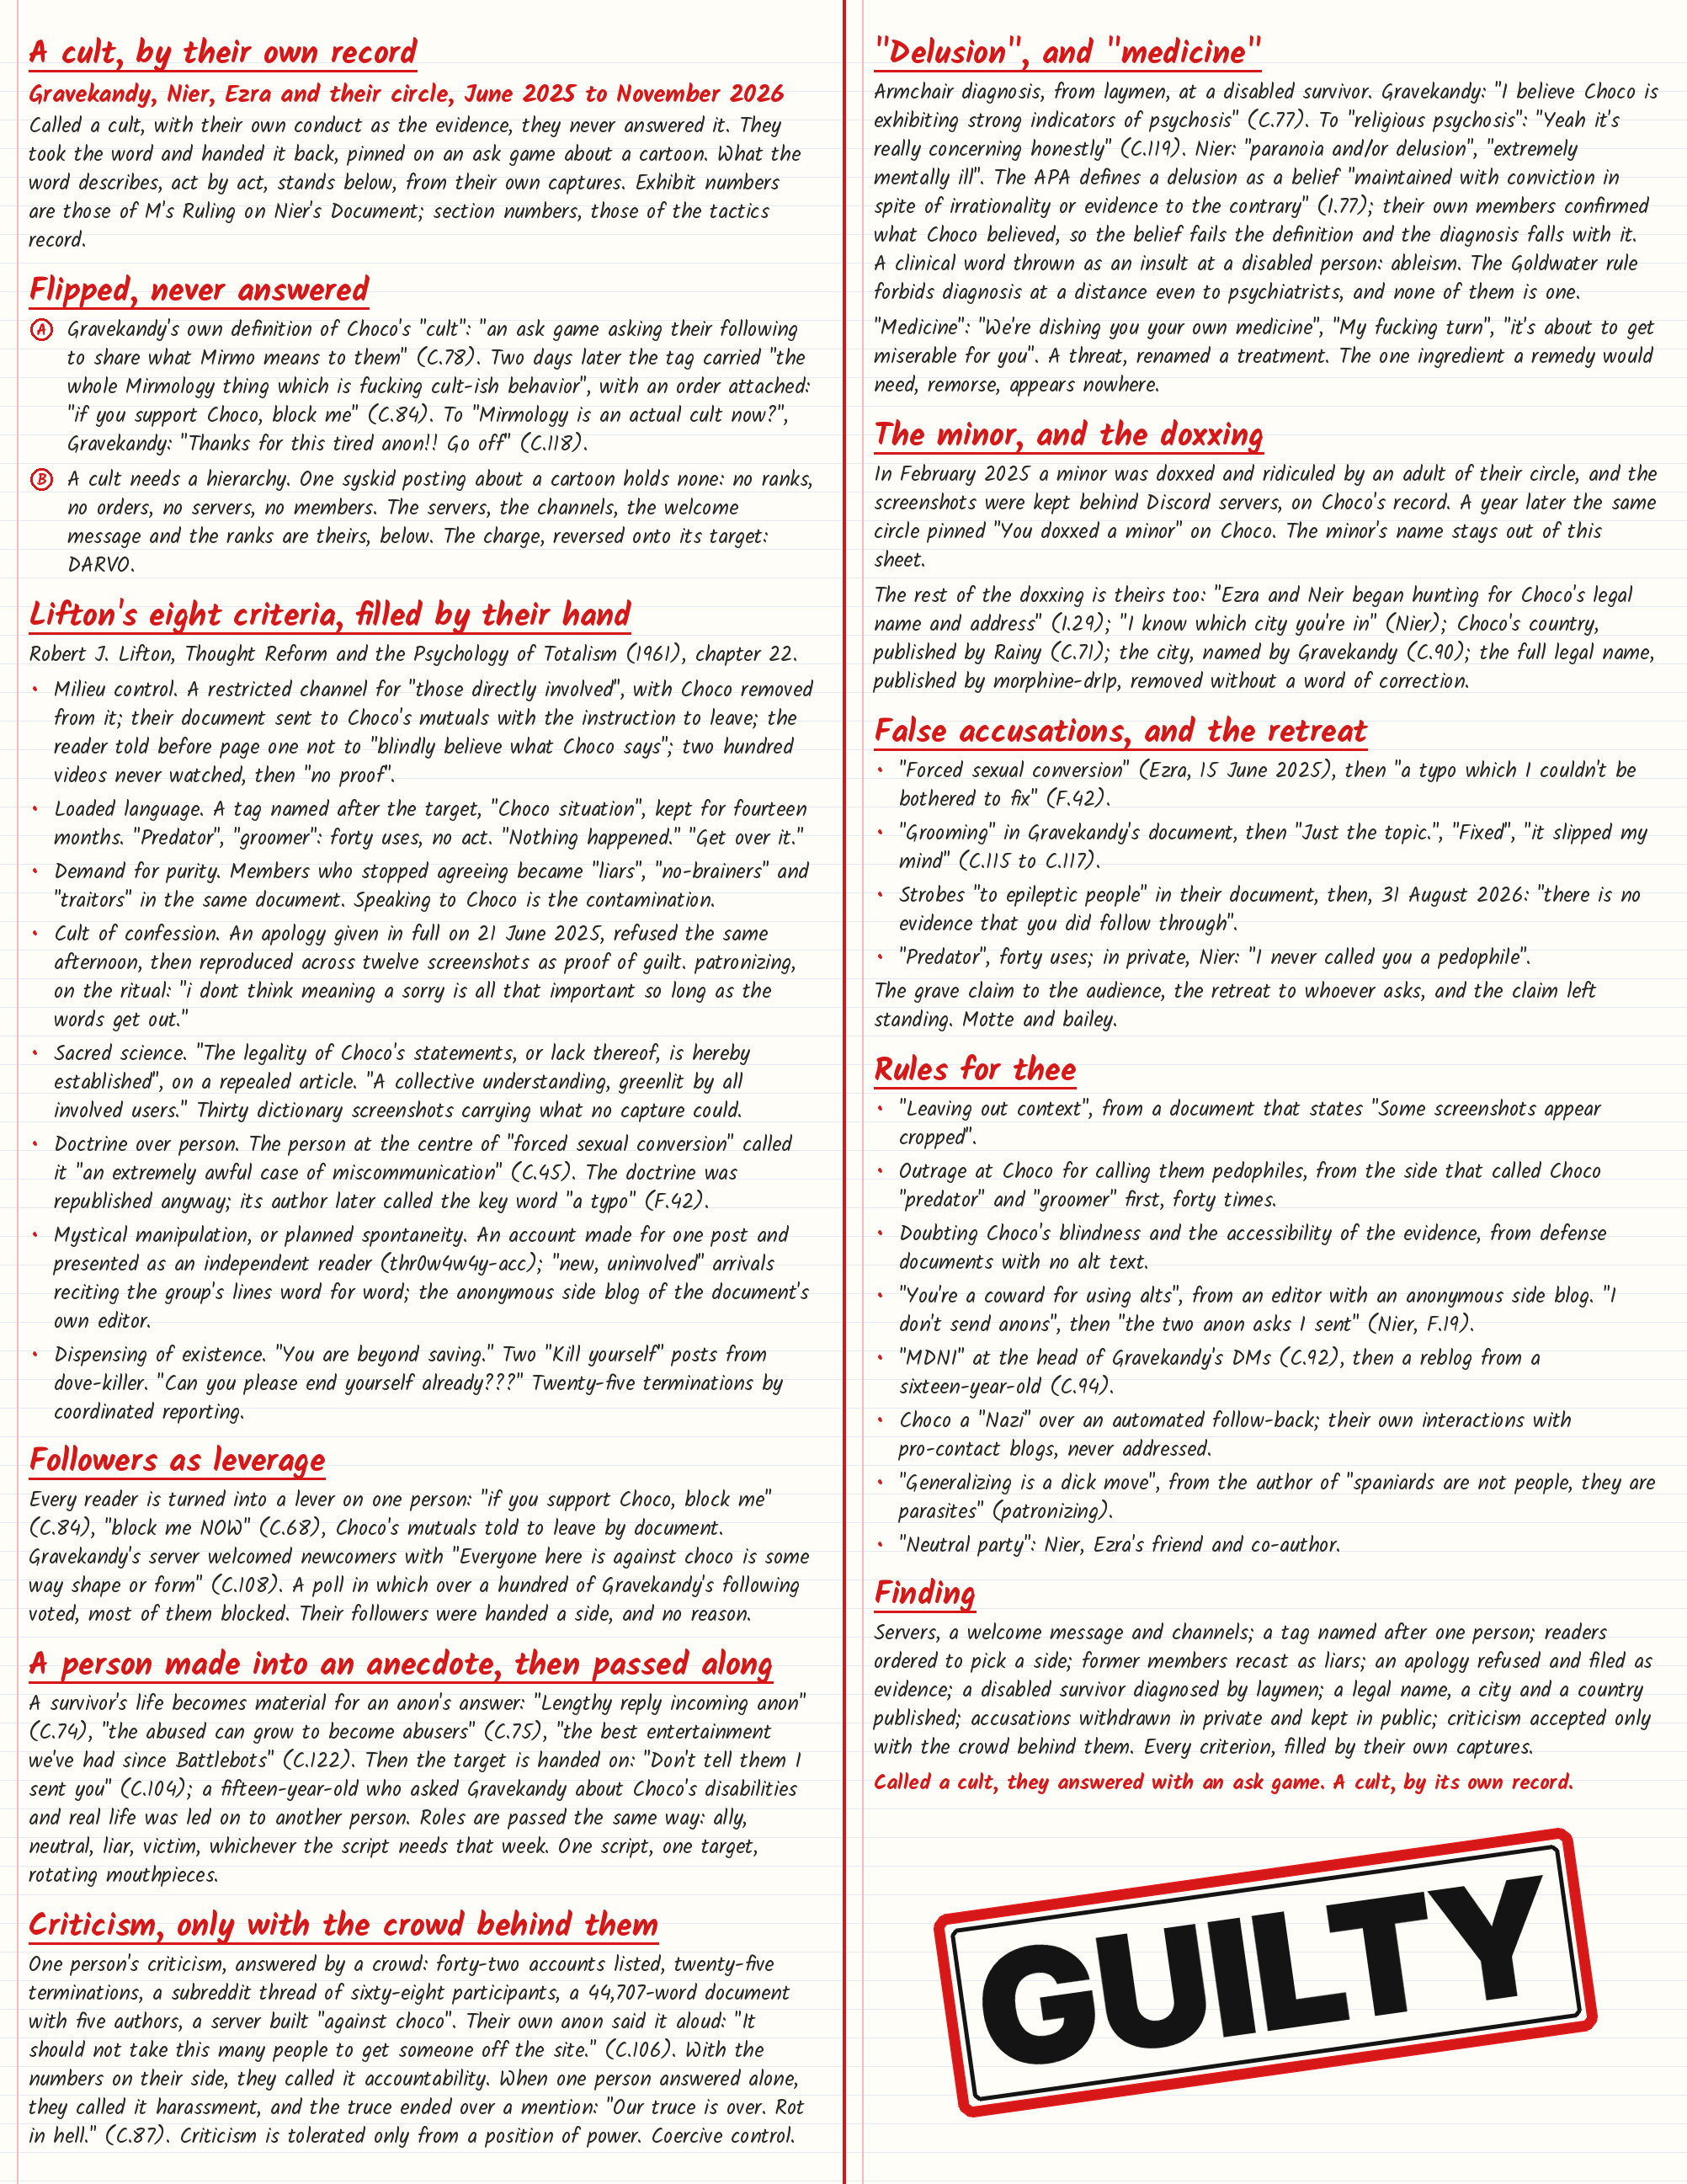 A cult, by their own record
Gravekandy, Nier, Ezra and their circle, June 2025 to November 2026
Called a cult, with their own conduct as the evidence, they never answered it. They
took the word and handed it back, pinned on an ask game about a cartoon. What the
word describes, act by act, stands below, from their own captures. Exhibit numbers
are those of M's Ruling on Nier's Document; section numbers, those of the tactics
record.
Flipped, never answered
A Gravekandy's own definition of Choco's "cult": "an ask game asking their following
to share what Mirmo means to them" (C.78). Two days later the tag carried "the
whole Mirmology thing which is fucking cult-ish behavior", with an order attached:
"if you support Choco, block me" (C.84). To "Mirmology is an actual cult now?",
Gravekandy: "Thanks for this tired anon!! Go off" (C.118).
B A cult needs a hierarchy. One syskid posting about a cartoon holds none: no ranks,
no orders, no servers, no members. The servers, the channels, the welcome
message and the ranks are theirs, below. The charge, reversed onto its target:
DARVO.
Lifton's eight criteria, filled by their hand
Robert J. Lifton, Thought Reform and the Psychology of Totalism (1961), chapter 22.
• Milieu control. A restricted channel for "those directly involved", with Choco removed
from it; their document sent to Choco's mutuals with the instruction to leave; the
reader told before page one not to "blindly believe what Choco says"; two hundred
videos never watched, then "no proof".
• Loaded language. A tag named after the target, "Choco situation", kept for fourteen
months. "Predator", "groomer": forty uses, no act. "Nothing happened." "Get over it."
• Demand for purity. Members who stopped agreeing became "liars", "no-brainers" and
"traitors" in the same document. Speaking to Choco is the contamination.
• Cult of confession. An apology given in full on 21 June 2025, refused the same
afternoon, then reproduced across twelve screenshots as proof of guilt. patronizing,
on the ritual: "i dont think meaning a sorry is all that important so long as the
words get out."
• Sacred science. "The legality of Choco's statements, or lack thereof, is hereby
established", on a repealed article. "A collective understanding, greenlit by all
involved users." Thirty dictionary screenshots carrying what no capture could.
• Doctrine over person. The person at the centre of "forced sexual conversion" called
it "an extremely awful case of miscommunication" (C.45). The doctrine was
republished anyway; its author later called the key word "a typo" (F.42).
• Mystical manipulation, or planned spontaneity. An account made for one post and
presented as an independent reader (thr0w4w4y-acc); "new, uninvolved" arrivals
reciting the group's lines word for word; the anonymous side blog of the document's
own editor.
• Dispensing of existence. "You are beyond saving." Two "Kill yourself" posts from
dove-killer. "Can you please end yourself already???" Twenty-five terminations by
coordinated reporting.
Followers as leverage
Every reader is turned into a lever on one person: "if you support Choco, block me"
(C.84), "block me NOW" (C.68), Choco's mutuals told to leave by document.
Gravekandy's server welcomed newcomers with "Everyone here is against choco is some
way shape or form" (C.108). A poll in which over a hundred of Gravekandy's following
voted, most of them blocked. Their followers were handed a side, and no reason.
A person made into an anecdote, then passed along
A survivor's life becomes material for an anon's answer: "Lengthy reply incoming anon"
(C.74), "the abused can grow to become abusers" (C.75), "the best entertainment
we've had since Battlebots" (C.122). Then the target is handed on: "Don't tell them I
sent you" (C.104); a fifteen-year-old who asked Gravekandy about Choco's disabilities
and real life was led on to another person. Roles are passed the same way: ally,
neutral, liar, victim, whichever the script needs that week. One script, one target,
rotating mouthpieces.
Criticism, only with the crowd behind them
One person's criticism, answered by a crowd: forty-two accounts listed, twenty-five
terminations, a subreddit thread of sixty-eight participants, a 44,707-word document
with five authors, a server built "against choco". Their own anon said it aloud: "It
should not take this many people to get someone off the site." (C.106). With the
numbers on their side, they called it accountability. When one person answered alone,
they called it harassment, and the truce ended over a mention: "Our truce is over. Rot
in hell." (C.87). Criticism is tolerated only from a position of power. Coercive control.
"Delusion", and "medicine"
Armchair diagnosis, from laymen, at a disabled survivor. Gravekandy: "I believe Choco is
exhibiting strong indicators of psychosis" (C.77). To "religious psychosis": "Yeah it's
really concerning honestly" (C.119). Nier: "paranoia and/or delusion", "extremely
mentally ill". The APA defines a delusion as a belief "maintained with conviction in
spite of irrationality or evidence to the contrary" (I.77); their own members confirmed
what Choco believed, so the belief fails the definition and the diagnosis falls with it.
A clinical word thrown as an insult at a disabled person: ableism. The Goldwater rule
forbids diagnosis at a distance even to psychiatrists, and none of them is one.
"Medicine": "We're dishing you your own medicine", "My fucking turn", "it's about to get
miserable for you". A threat, renamed a treatment. The one ingredient a remedy would
need, remorse, appears nowhere.
The minor, and the doxxing
In February 2025 a minor was doxxed and ridiculed by an adult of their circle, and the
screenshots were kept behind Discord servers, on Choco's record. A year later the same
circle pinned "You doxxed a minor" on Choco. The minor's name stays out of this
sheet.
The rest of the doxxing is theirs too: "Ezra and Neir began hunting for Choco's legal
name and address" (I.29); "I know which city you're in" (Nier); Choco's country,
published by Rainy (C.71); the city, named by Gravekandy (C.90); the full legal name,
published by morphine-dr1p, removed without a word of correction.
False accusations, and the retreat
• "Forced sexual conversion" (Ezra, 15 June 2025), then "a typo which I couldn't be
bothered to fix" (F.42).
• "Grooming" in Gravekandy's document, then "Just the topic.", "Fixed", "it slipped my
mind" (C.115 to C.117).
• Strobes "to epileptic people" in their document, then, 31 August 2026: "there is no
evidence that you did follow through".
• "Predator", forty uses; in private, Nier: "I never called you a pedophile".
The grave claim to the audience, the retreat to whoever asks, and the claim left
standing. Motte and bailey.
Rules for thee
• "Leaving out context", from a document that states "Some screenshots appear
cropped".
• Outrage at Choco for calling them pedophiles, from the side that called Choco
"predator" and "groomer" first, forty times.
• Doubting Choco's blindness and the accessibility of the evidence, from defense
documents with no alt text.
• "You're a coward for using alts", from an editor with an anonymous side blog. "I
don't send anons", then "the two anon asks I sent" (Nier, F.19).
• "MDNI" at the head of Gravekandy's DMs (C.92), then a reblog from a
sixteen-year-old (C.94).
• Choco a "Nazi" over an automated follow-back; their own interactions with
pro-contact blogs, never addressed.
• "Generalizing is a dick move", from the author of "spaniards are not people, they are
parasites" (patronizing).
• "Neutral party": Nier, Ezra's friend and co-author.
Finding
Servers, a welcome message and channels; a tag named after one person; readers
ordered to pick a side; former members recast as liars; an apology refused and filed as
evidence; a disabled survivor diagnosed by laymen; a legal name, a city and a country
published; accusations withdrawn in private and kept in public; criticism accepted only
with the crowd behind them. Every criterion, filled by their own captures.
Called a cult, they answered with an ask game. A cult, by its own record.
GUILTY